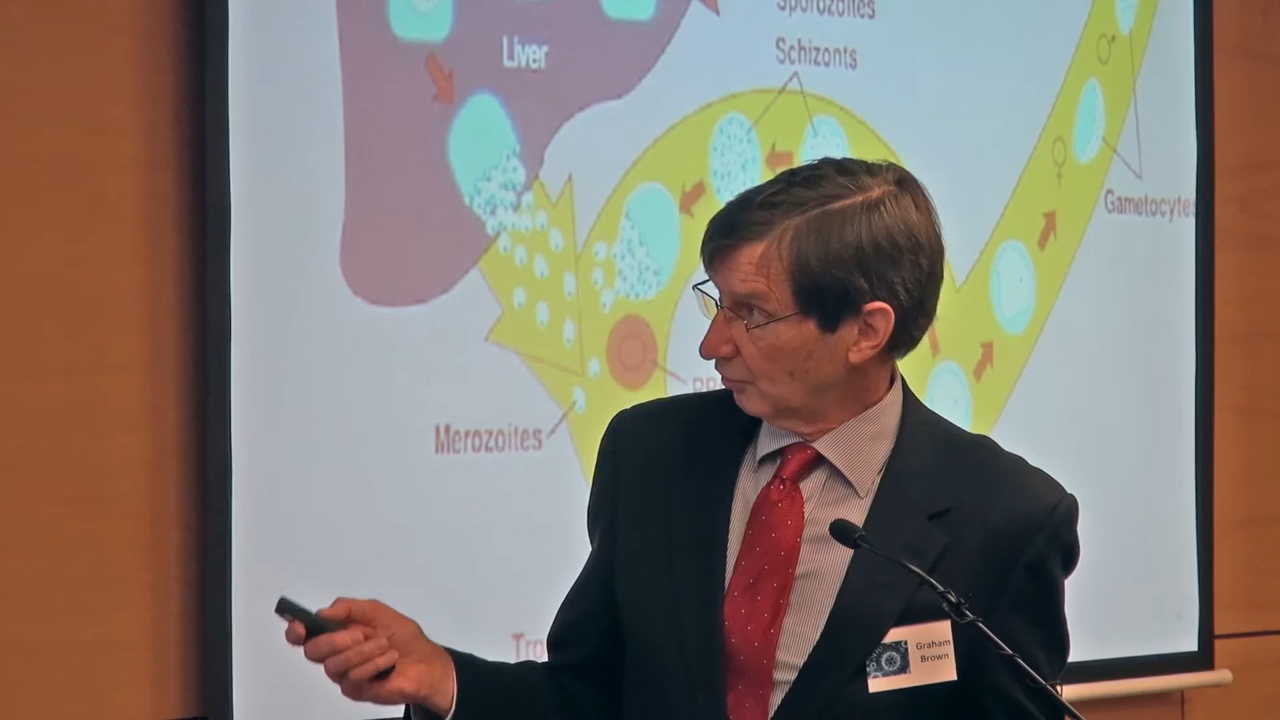 Sporozoites
Liver
Schizonts
Gametocytes
Merozoites
Graham
Brown